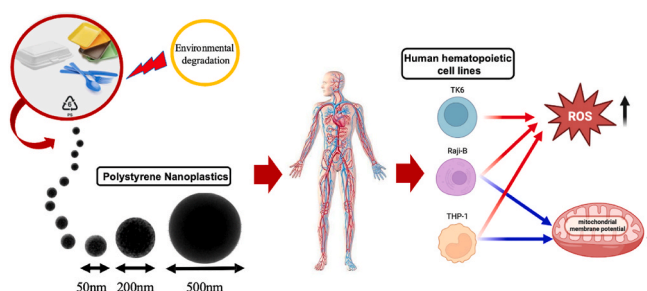 Environmental
degradation
6
PS
Polystyrene Nanoplastics
50nm
200nm
500nm
Human hematopoietic
cell lines
TK6
Raji-B
THP-1
ROS
mitochondrial
membrane potential